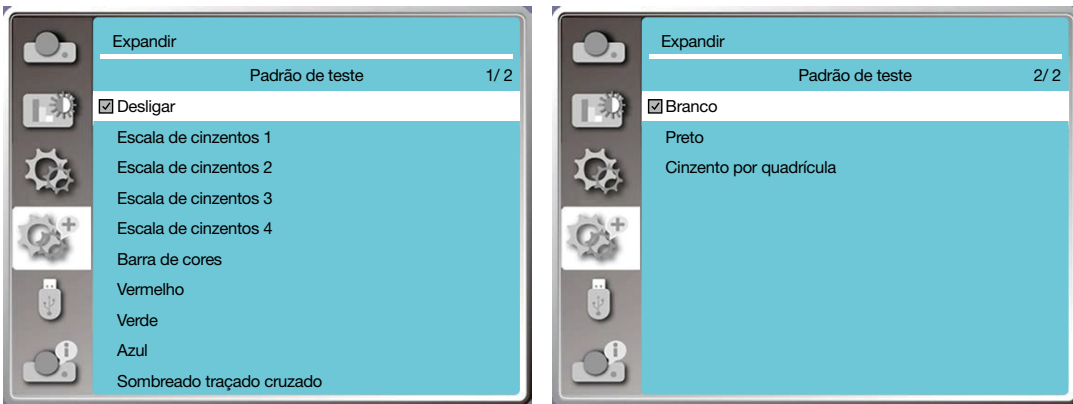 Expandir
Padrão de teste 1/ 2
Desligar
Escala de cinzentos 1
Escala de cinzentos 2
Escala de cinzentos 3
Escala de cinzentos 4
Barra de cores
Vermelho
Verde
Azul
Sombreado traçado cruzado
Expandir
Padrão de teste 2/ 2
Branco
Preto
Cinzento por quadrícula